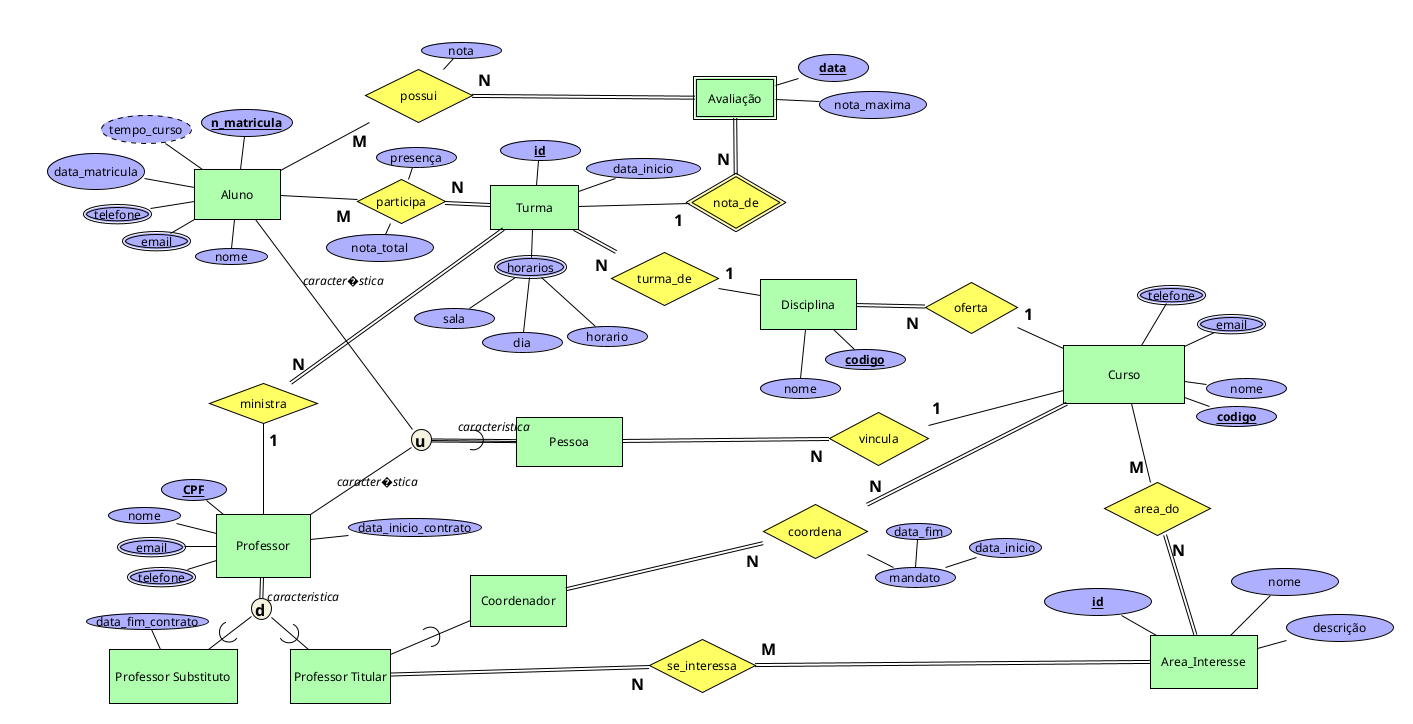 nota
N
data
possui
Avaliação
nota_maxima
tempo_curso
n_matricula
M
id
data_matricula
presença
data_inicio
N
Aluno
N
participa
Turma
nota_de
telefone
M
1
email
nome
nota_total
horarios
N
1
turma_de
caracter�stica
telefone
Disciplina
oferta
1
sala
N
email
dia
horario
codigo
N
nome
Curso
nome
ministra
1
codigo
1
u
caracteristica
Pessoa
vincula
N
M
caracter�stica
CPF
N
nome
data_inicio_contrato
area_do
coordena
data_fim
Professor
email
N
data_inicio
N
telefone
mandato
caracteristica
Coordenador
d
nome
id
data_fim_contrato
descrição
M
Area_Interesse
se_interessa
Professor Substituto
Professor Titular
N